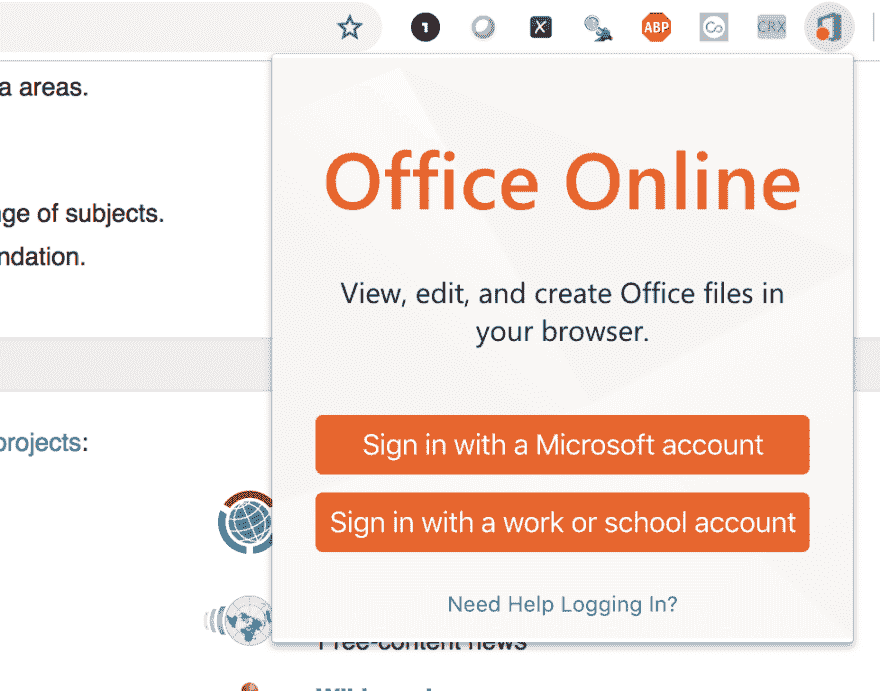 1
X
ABP
CRX
a areas.
Office Online
ge of subjects.
ndation.
View, edit, and create Office files in
your browser.
projects:
Sign in with a Microsoft account
Sign in with a work or school account
Need Help Logging In?
Free-content news